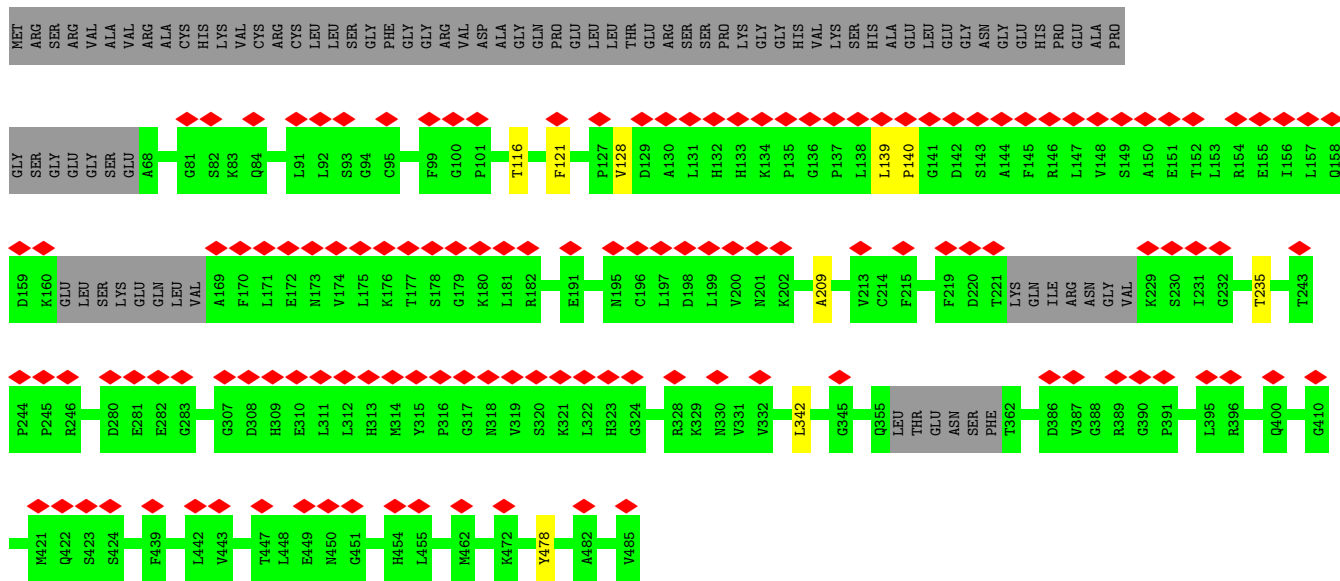 MET ARG SER ARG VAL ALA VAL ARG ALA CYS HIS LYS VAL CYS ARG CYS LEU LEU SER GLY PHE GLY GLY ARG VAL ASP ALA GLY GLN PRO GLU LEU LEU THR GLU ARG SER SER PRO LYS GLY GLY HIS VAL LYS SER HIS ALA GLU LEU GLU GLY ASN GLY GLU HIS PRO GLU ALA PRO
GLY SER GLY GLU GLY SER GLU A68 G81 S82 K83 Q84 L91 L92 S93 G94 C95 F99 G100 P101 T116 F121 P127 V128 D129 A130 L131 H132 H133 K134 P135 G136 P137 L138 L139 P140 G141 D142 S143 A144 F145 R146 L147 V148 S149 A150 E151 T152 L153 R154 E155 I156 L157 Q158
D159 K160 GLU LEU SER LYS GLU GLN LEU VAL A169 F170 L171 E172 N173 V174 L175 K176 T177 S178 G179 K180 L181 R182 E191 N195 C196 L197 D198 L199 V200 N201 K202 A209 V213 C214 F215 F219 D220 T221 LYS GLN ILE ARG ASN GLY VAL K229 S230 I231 G232 T235 T243
P244 P245 R246 D280 E281 E282 G283 G307 D308 H309 E310 L311 L312 H313 M314 Y315 P316 G317 N318 V319 S320 K321 L322 H323 G324 R328 K329 N330 V331 V332 L342 G345 Q355 LEU THR GLU ASN SER PHE T362 D386 V387 G388 R389 G390 P391 L395 R396 Q400 G410
M421 Q422 S423 S424 F439 L442 V443 T447 L448 E449 N450 G451 H454 L455 M462 K472 Y478 A482 V485